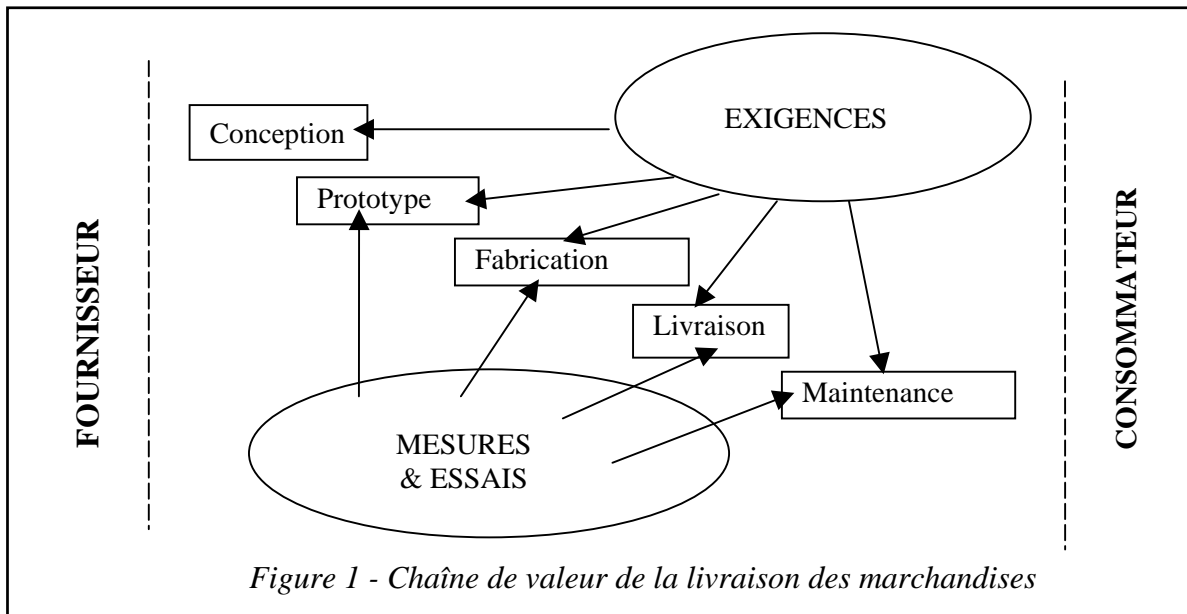 FOURNISSEUR
EXIGENCES
Conception
Prototype
Fabrication
Livraison
Maintenance
MESURES
& ESSAIS
CONSOMMATEUR
Figure 1 - Chaîne de valeur de la livraison des marchandises